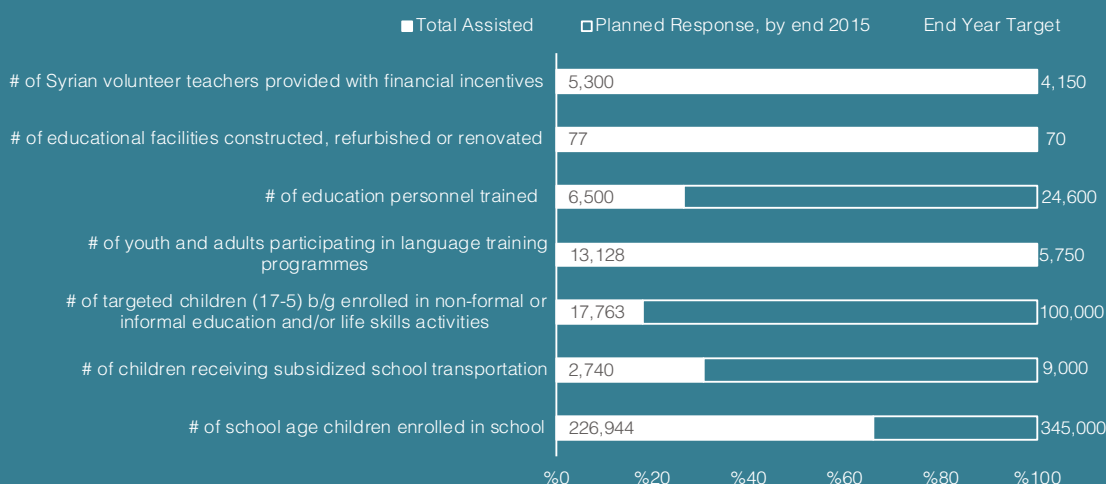 Total Assisted Planned Response, by end 2015 End Year Target
# of Syrian volunteer teachers provided with financial incentives 5,300 4,150
# of educational facilities constructed, refurbished or renovated 77 70
# of education personnel trained 6,500 24,600
# of youth and adults participating in language training
programmes
13,128 5,750
# of targeted children (17-5) b/g enrolled in non-formal or
informal education and/or life skills activities
17,763 100,000
# of children receiving subsidized school transportation 2,740 9,000
# of school age children enrolled in school 226,944 345,000
%0 %20 %40 %60 %80 %100